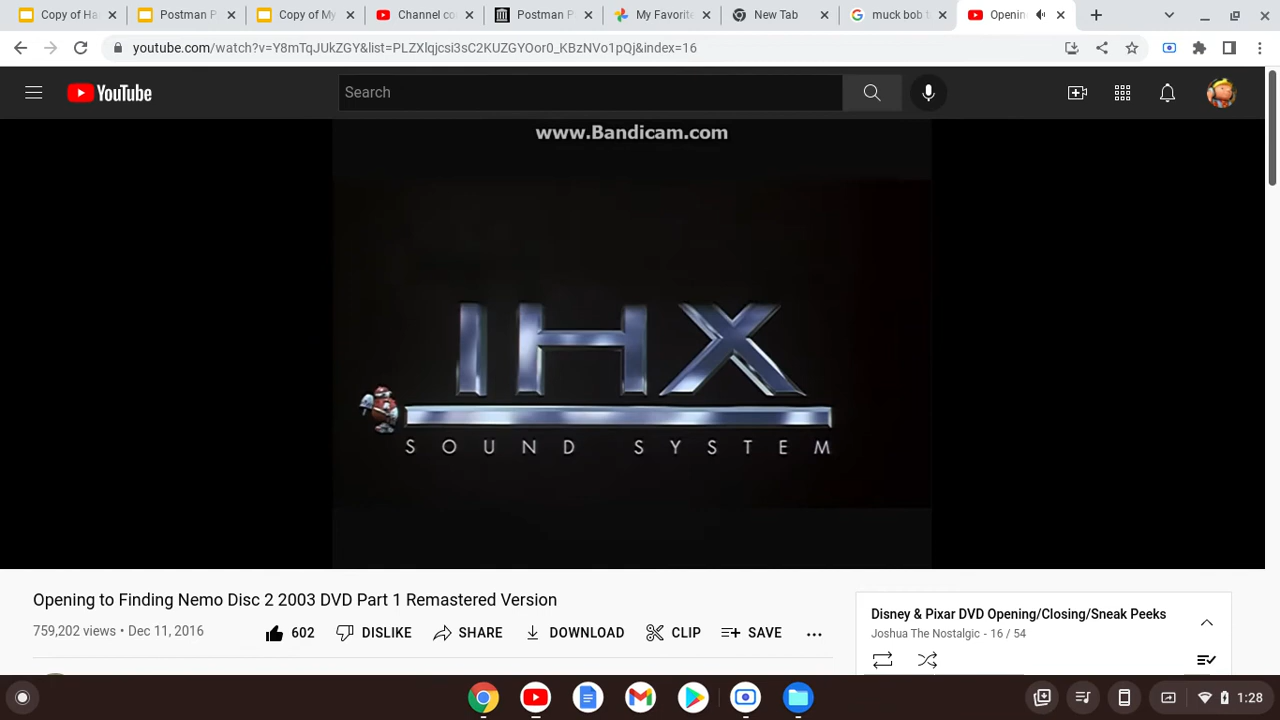 Copy of Ha
Postman P
Copy of My
Channel co
Postman P
My Favorite
New Tab
muck bob t
Openin
youtube.com/watch?v=Y8mTqJUkZGY&list=PLZXlqjcsi3sC2KUZGYOor0_KBzNVo1pQj&index=16
YouTube
Search
www.Bandicam.com
IHX
SOUND SYSTEM
Opening to Finding Nemo Disc 2 2003 DVD Part 1 Remastered Version
759,202 views • Dec 11, 2016
602
DISLIKE
SHARE
DOWNLOAD
CLIP
SAVE
Disney & Pixar DVD Opening/Closing/Sneak Peeks
Joshua The Nostalgic - 16 / 54
1:28